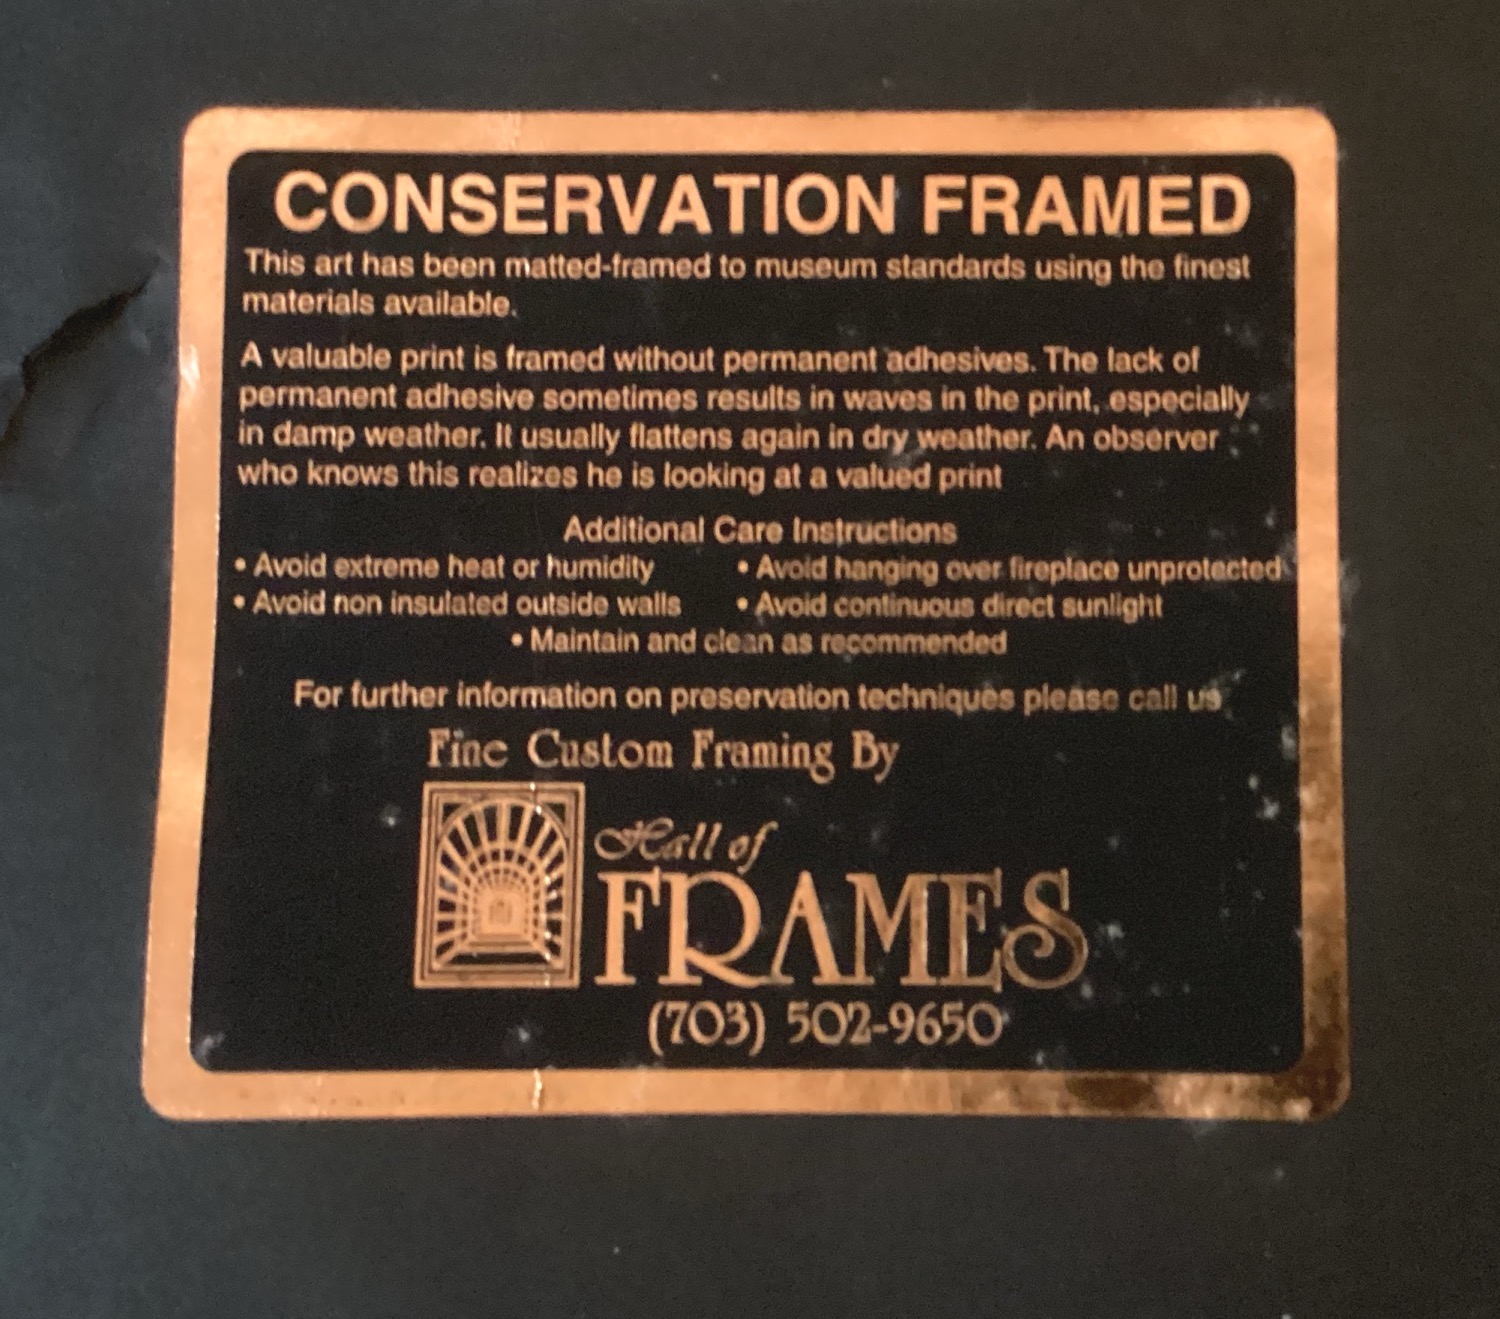 CONSERVATION FRAMED
This art has been matted-framed to museum standards using the finest
materials available.
A valuable print is framed without permanent adhesives. The lack of
permanent adhesive sometimes results in waves in the print, especially
in damp weather. It usually flattens again in dry weather. An observer
who knows this realizes he is looking at a valued print
Additional Care Instructions
• Avoid extreme heat or humidity • Avoid hanging over fireplace unprotected
• Avoid non insulated outside walls • Avoid continuous direct sunlight
• Maintain and clean as recommended
For further information on preservation techniques please call us
Fine Custom Framing By
Hall of
FRAMES
(703) 502-9650